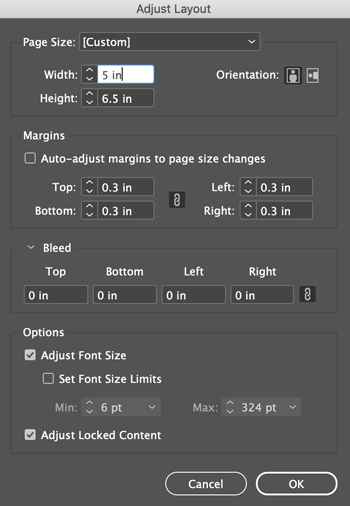 Adjust Layout
Page Size: [Custom]
Width: 5 in Orientation:
Height: 6.5 in
Margins
Auto-adjust margins to page size changes
Top: 0.3 in Left: 0.3 in
Bottom: 0.3 in Right: 0.3 in
Bleed
Top Bottom Left Right
0 in 0 in 0 in 0 in
Options
Adjust Font Size
Set Font Size Limits
Min: 6 pt Max: 324 pt
Adjust Locked Content
Cancel OK